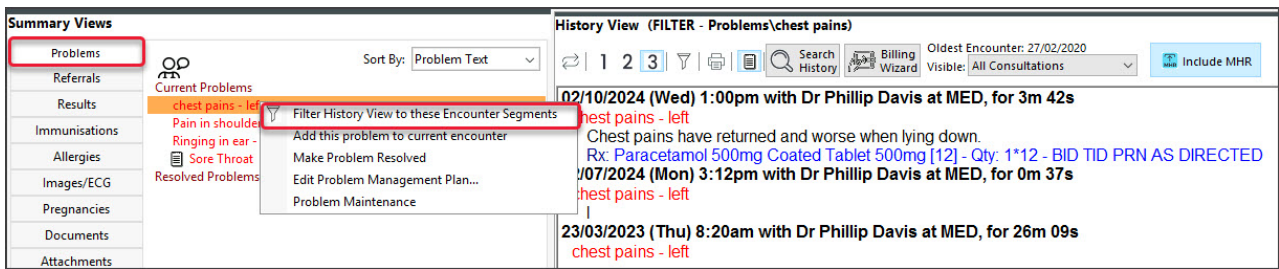 Summary Views
Problems
Referrals
Results
Immunisations
Allergies
Images/ECG
Pregnancies
Documents
Attachments
Sort By: Problem Text
Current Problems
chest pains - lef
Pain in shoulde
Ringing in ear -
Sore Throat
Resolved Problems
Filter History View to these Encounter Segments
Add this problem to current encounter
Make Problem Resolved
Edit Problem Management Plan...
Problem Maintenance
History View (FILTER - Problems\chest pains)
1 2 3
Search History
Billing Wizard
Oldest Encounter: 27/02/2020
Visible: All Consultations
Include MHR
02/10/2024 (Wed) 1:00pm with Dr Phillip Davis at MED, for 3m 42s
chest pains - left
Chest pains have returned and worse when lying down.
Rx: Paracetamol 500mg Coated Tablet 500mg [12] - Qty: 1*12 - BID TID PRN AS DIRECTED
/07/2024 (Mon) 3:12pm with Dr Phillip Davis at MED, for 0m 37s
chest pains - left
23/03/2023 (Thu) 8:20am with Dr Phillip Davis at MED, for 26m 09s
chest pains - left